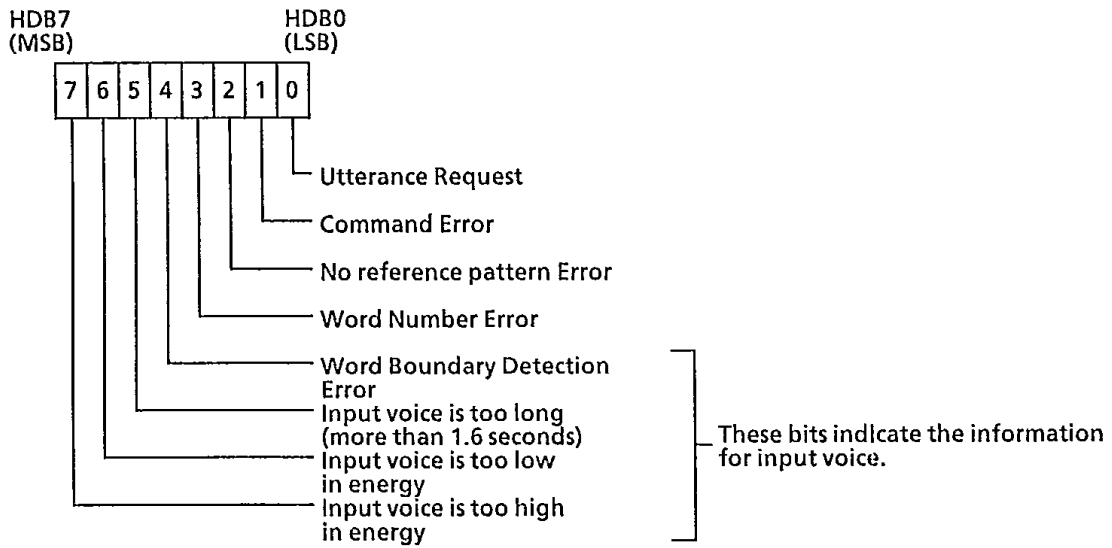 HDB7 HDB0
(MSB) (LSB)
7 6 5 4 3 2 1 0
Utterance Request
Command Error
No reference pattern Error
Word Number Error
Word Boundary Detection
Error
Input voice is too long
(more than 1.6 seconds)
Input voice is too low
in energy
Input voice is too high
in energy
These bits indicate the information
for input voice.